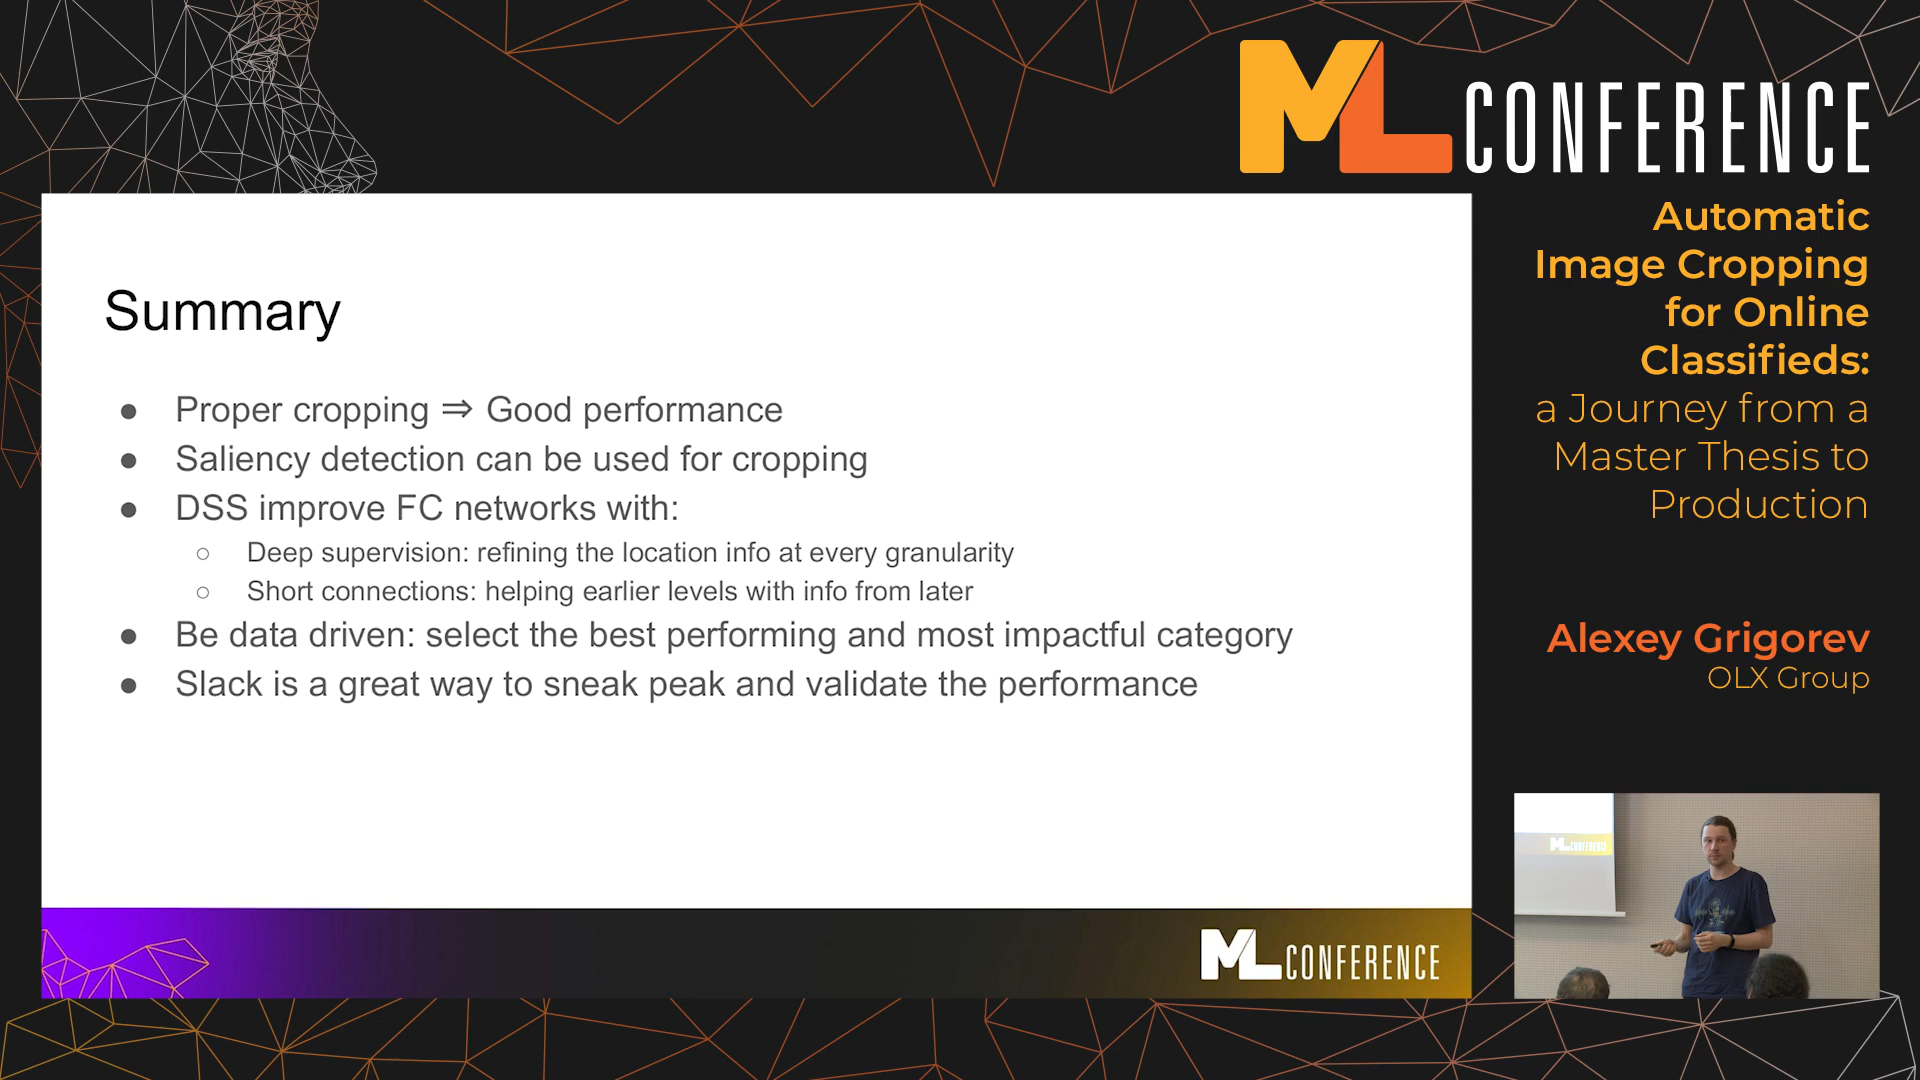 ML CONFERENCE
Automatic
Image Cropping
for Online
Classifieds:
a Journey from a
Master Thesis to
Production
Alexey Grigorev
OLX Group
Summary
● Proper cropping ⇒ Good performance
● Saliency detection can be used for cropping
● DSS improve FC networks with:
○ Deep supervision: refining the location info at every granularity
○ Short connections: helping earlier levels with info from later
● Be data driven: select the best performing and most impactful category
● Slack is a great way to sneak peak and validate the performance
ML CONFERENCE
ML CONFERENCE